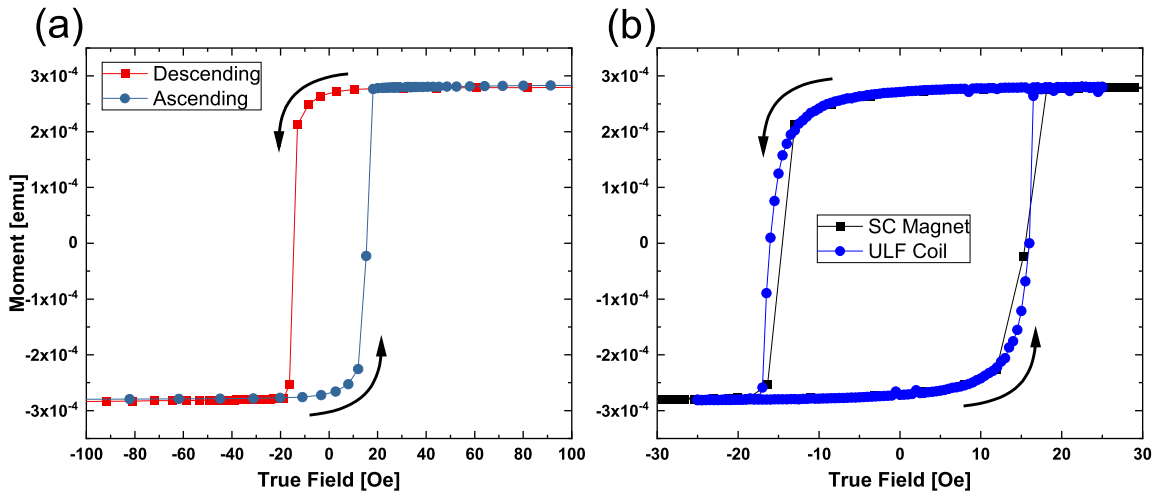 (a)
(b)
Moment [emu]
3x10⁻⁴
2x10⁻⁴
1x10⁻⁴
0
-1x10⁻⁴
-2x10⁻⁴
-3x10⁻⁴
Descending
Ascending
-100 -80 -60 -40 -20 0 20 40 60 80 100
True Field [Oe]
3x10⁻⁴
2x10⁻⁴
1x10⁻⁴
0
-1x10⁻⁴
-2x10⁻⁴
-3x10⁻⁴
SC Magnet
ULF Coil
-30 -20 -10 0 10 20 30
True Field [Oe]